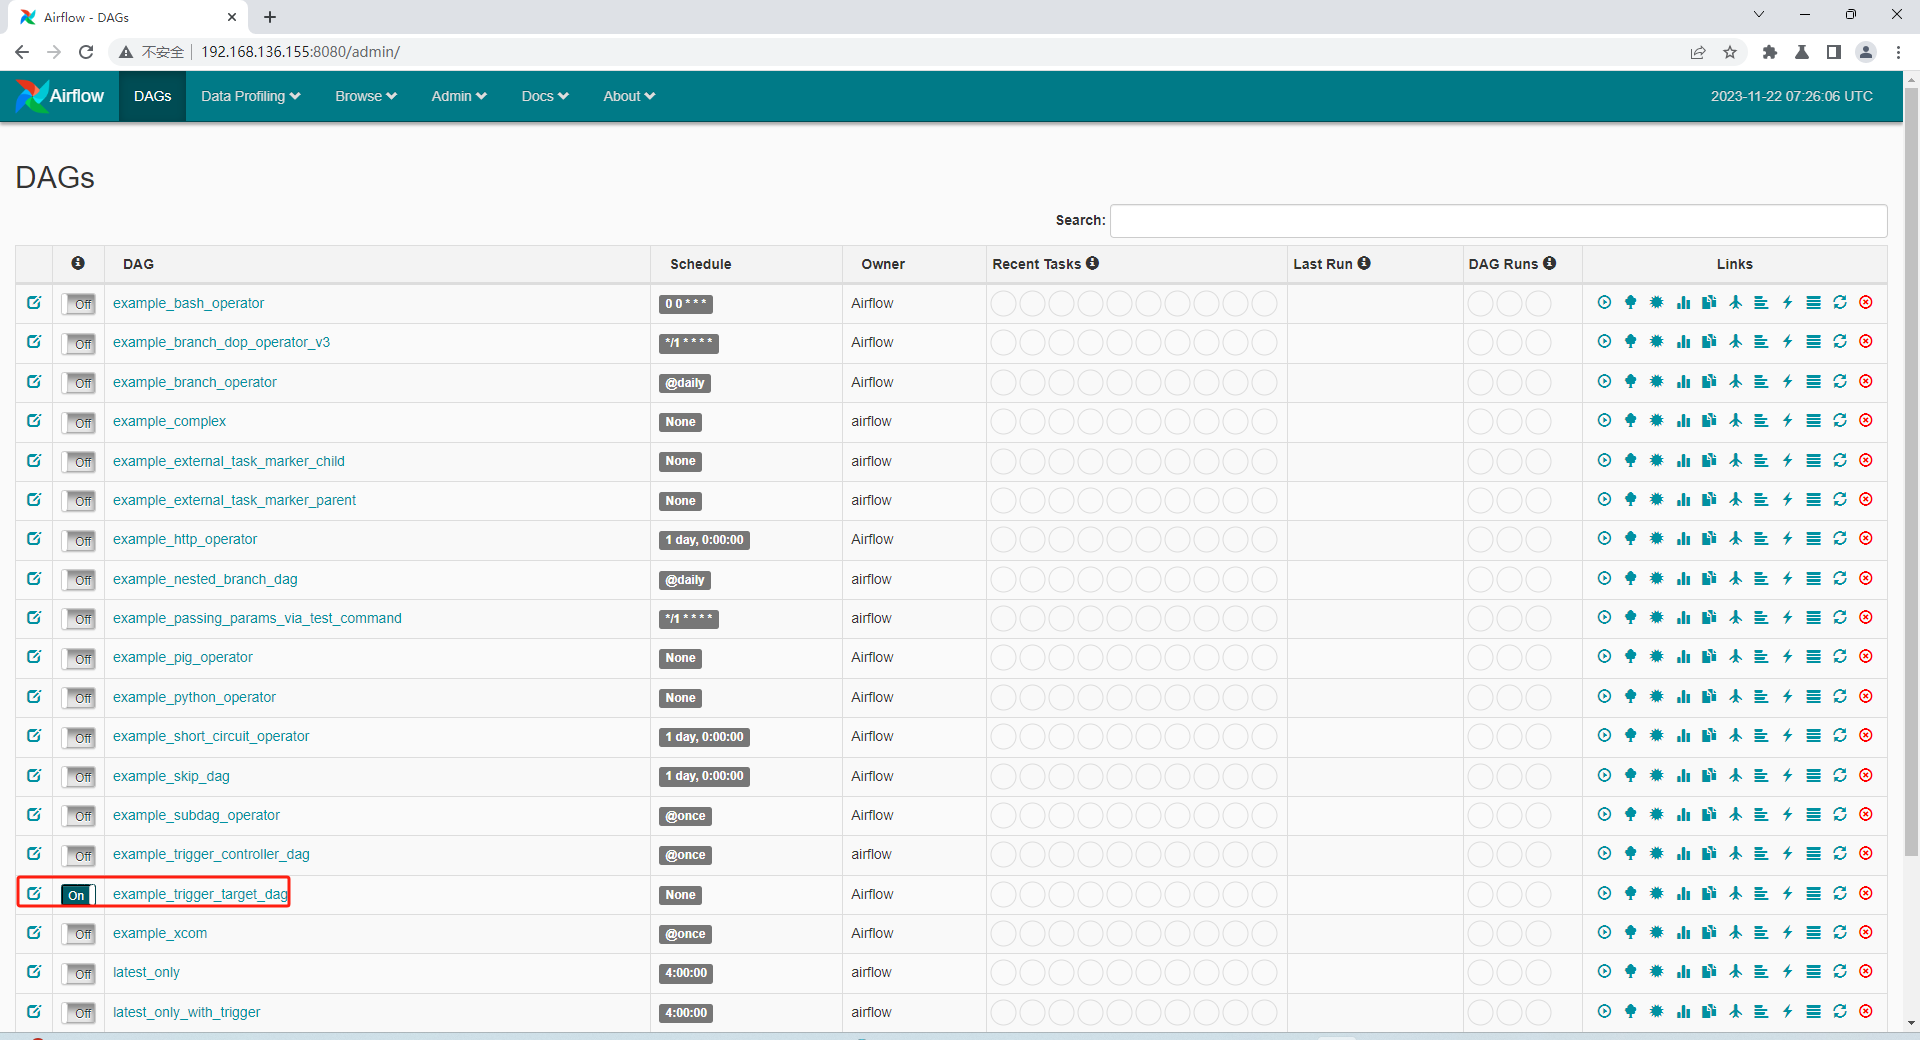 Airflow - DAGs
不安全 192.168.136.155:8080/admin/
Airflow DAGs Data Profiling Browse Admin Docs About 2023-11-22 07:26:06 UTC
DAGs
Search:
DAG Schedule Owner Recent Tasks Last Run DAG Runs Links
Off example_bash_operator 0 0 * * * Airflow
Off example_branch_dop_operator_v3 */1 * * * * Airflow
Off example_branch_operator @daily Airflow
Off example_complex None airflow
Off example_external_task_marker_child None airflow
Off example_external_task_marker_parent None airflow
Off example_http_operator 1 day, 0:00:00 Airflow
Off example_nested_branch_dag @daily airflow
Off example_passing_params_via_test_command */1 * * * * airflow
Off example_pig_operator None Airflow
Off example_python_operator None Airflow
Off example_short_circuit_operator 1 day, 0:00:00 Airflow
Off example_skip_dag 1 day, 0:00:00 Airflow
Off example_subdag_operator @once Airflow
Off example_trigger_controller_dag @once airflow
On example_trigger_target_dag None Airflow
Off example_xcom @once Airflow
Off latest_only 4:00:00 airflow
Off latest_only_with_trigger 4:00:00 airflow